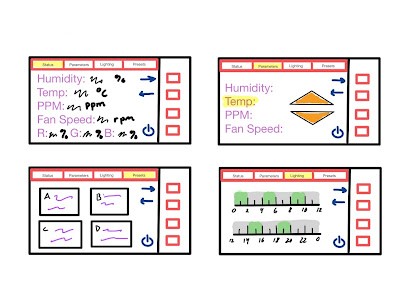 Status Parameters Lighting Presets
Humidity: %
Temp: °C
PPM: ppm
Fan Speed: rpm
R: % G: % B: %
Status Parameters Lighting Presets
Humidity:
Temp:
PPM:
Fan Speed:
Status Parameters Lighting Presets
A B
C D
Status Parameters Lighting Presets
0 2 4 6 8 10 12
12 14 16 18 20 22 0